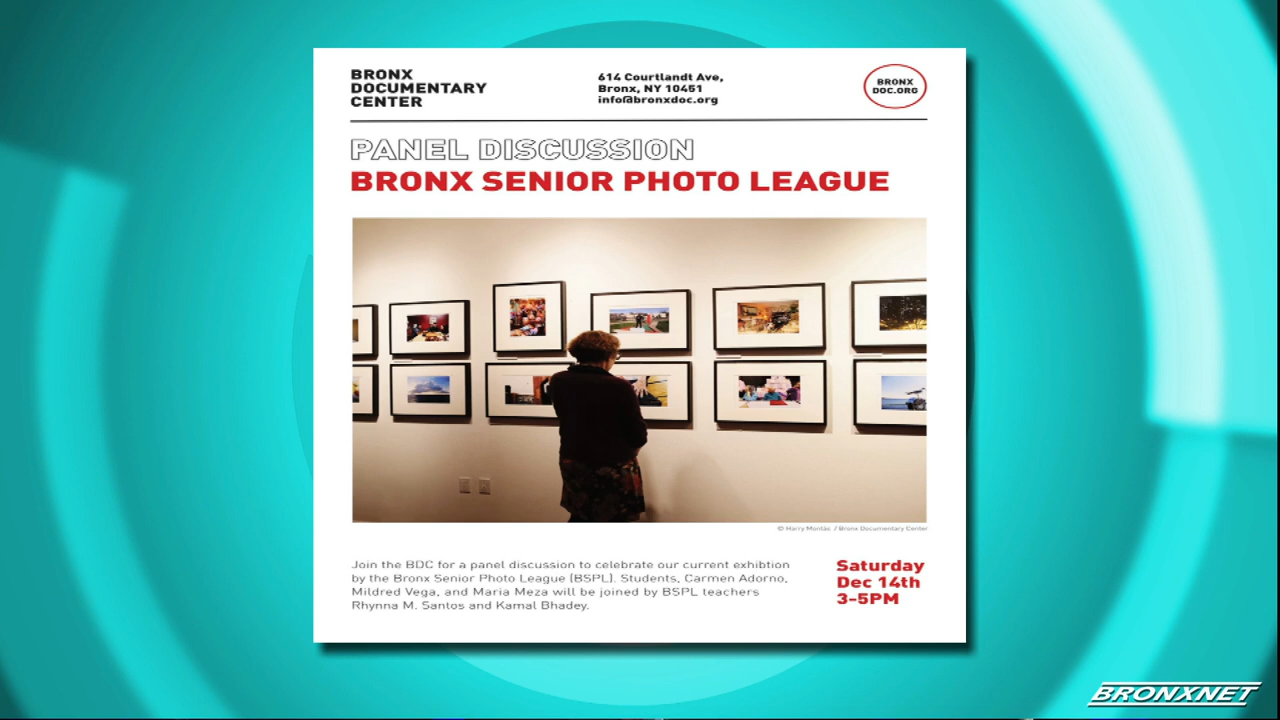 BRONX
DOCUMENTARY
CENTER
614 Courtlandt Ave,
Bronx, NY 10451
info@bronxdoc.org
BRONX
DOC.ORG
PANEL DISCUSSION
BRONX SENIOR PHOTO LEAGUE
© Harry Montas / Bronx Documentary Center
Join the BDC for a panel discussion to celebrate our current exhibtion
by the Bronx Senior Photo League (BSPL). Students, Carmen Adorno,
Mildred Vega, and Maria Meza will be joined by BSPL teachers
Rhynna M. Santos and Kamal Bhadey.
Saturday
Dec 14th
3-5PM
BRONXNET